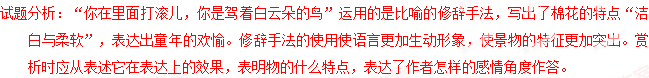 试题分析：“你在里面打滚儿，你是驾着白云朵的鸟”运用的是比喻的修辞手法，写出了棉花的特点“洁
白与柔软”，表达出童年的欢愉。修辞手法的使用使语言更加生动形象，使景物的特征更加突出。赏
析时应从表述它在表达上的效果，表明物的什么特点，表达了作者怎样的感情角度作答。